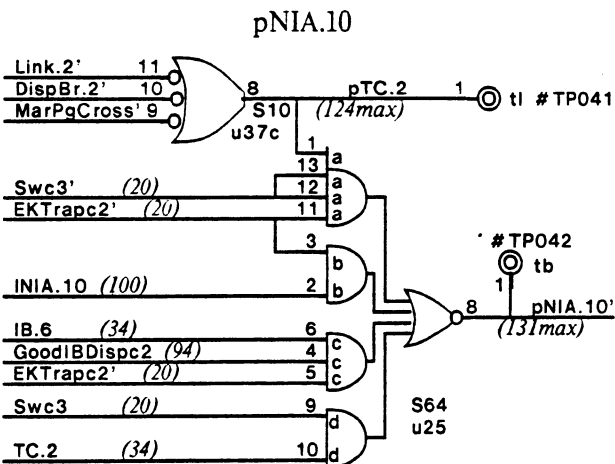 pNIA.10
Link.2' 11
DispBr.2' 10
MarPgCross' 9
8 pTC.2 1 tl #TP041
S10 (124max)
u37c
1 a
13 a
Swc3' (20) 12 a
EKTrapc2' (20) 11 a
3 b
#TP042
1 tb
INIA.10 (100) 2 b
8 pNIA.10'
(131max)
IB.6 (34) 6 c
GoodIBDispc2 (94) 4 c
EKTrapc2' (20) 5 c
Swc3 (20) 9 d
S64
u25
TC.2 (34) 10 d